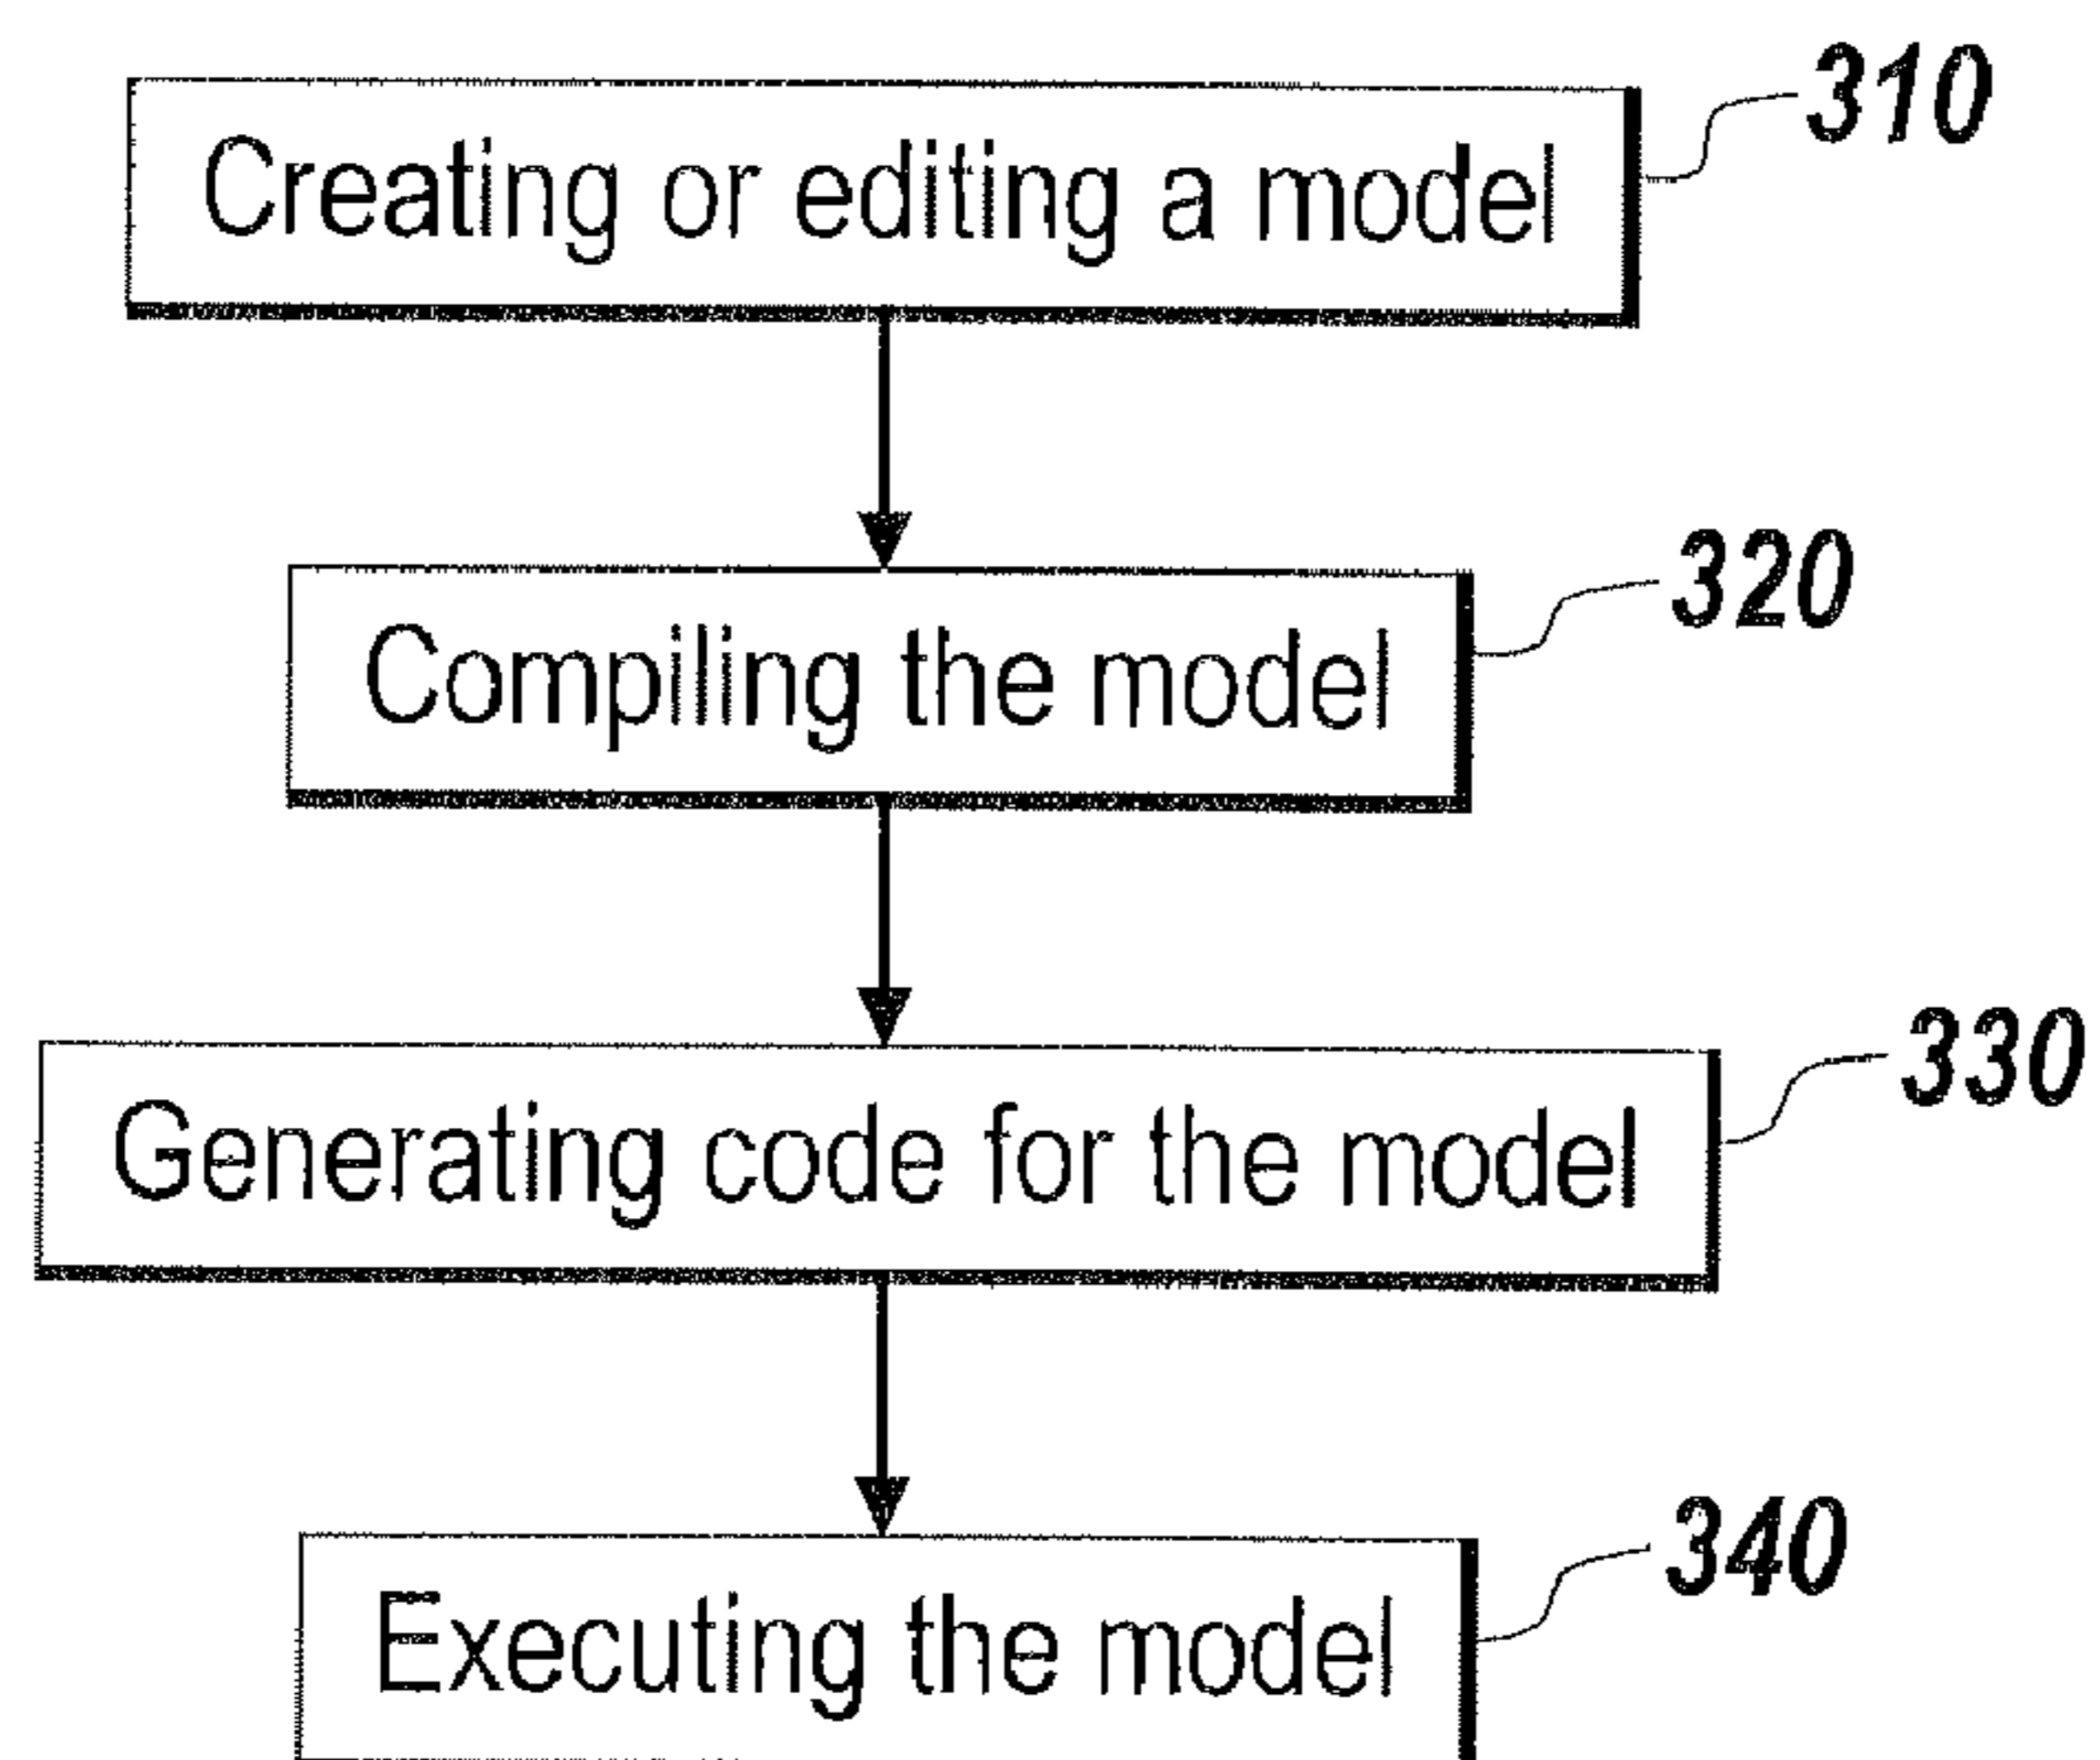 310
Creating or editing a model
320
Compiling the model
330
Generating code for the model
340
Executing the model